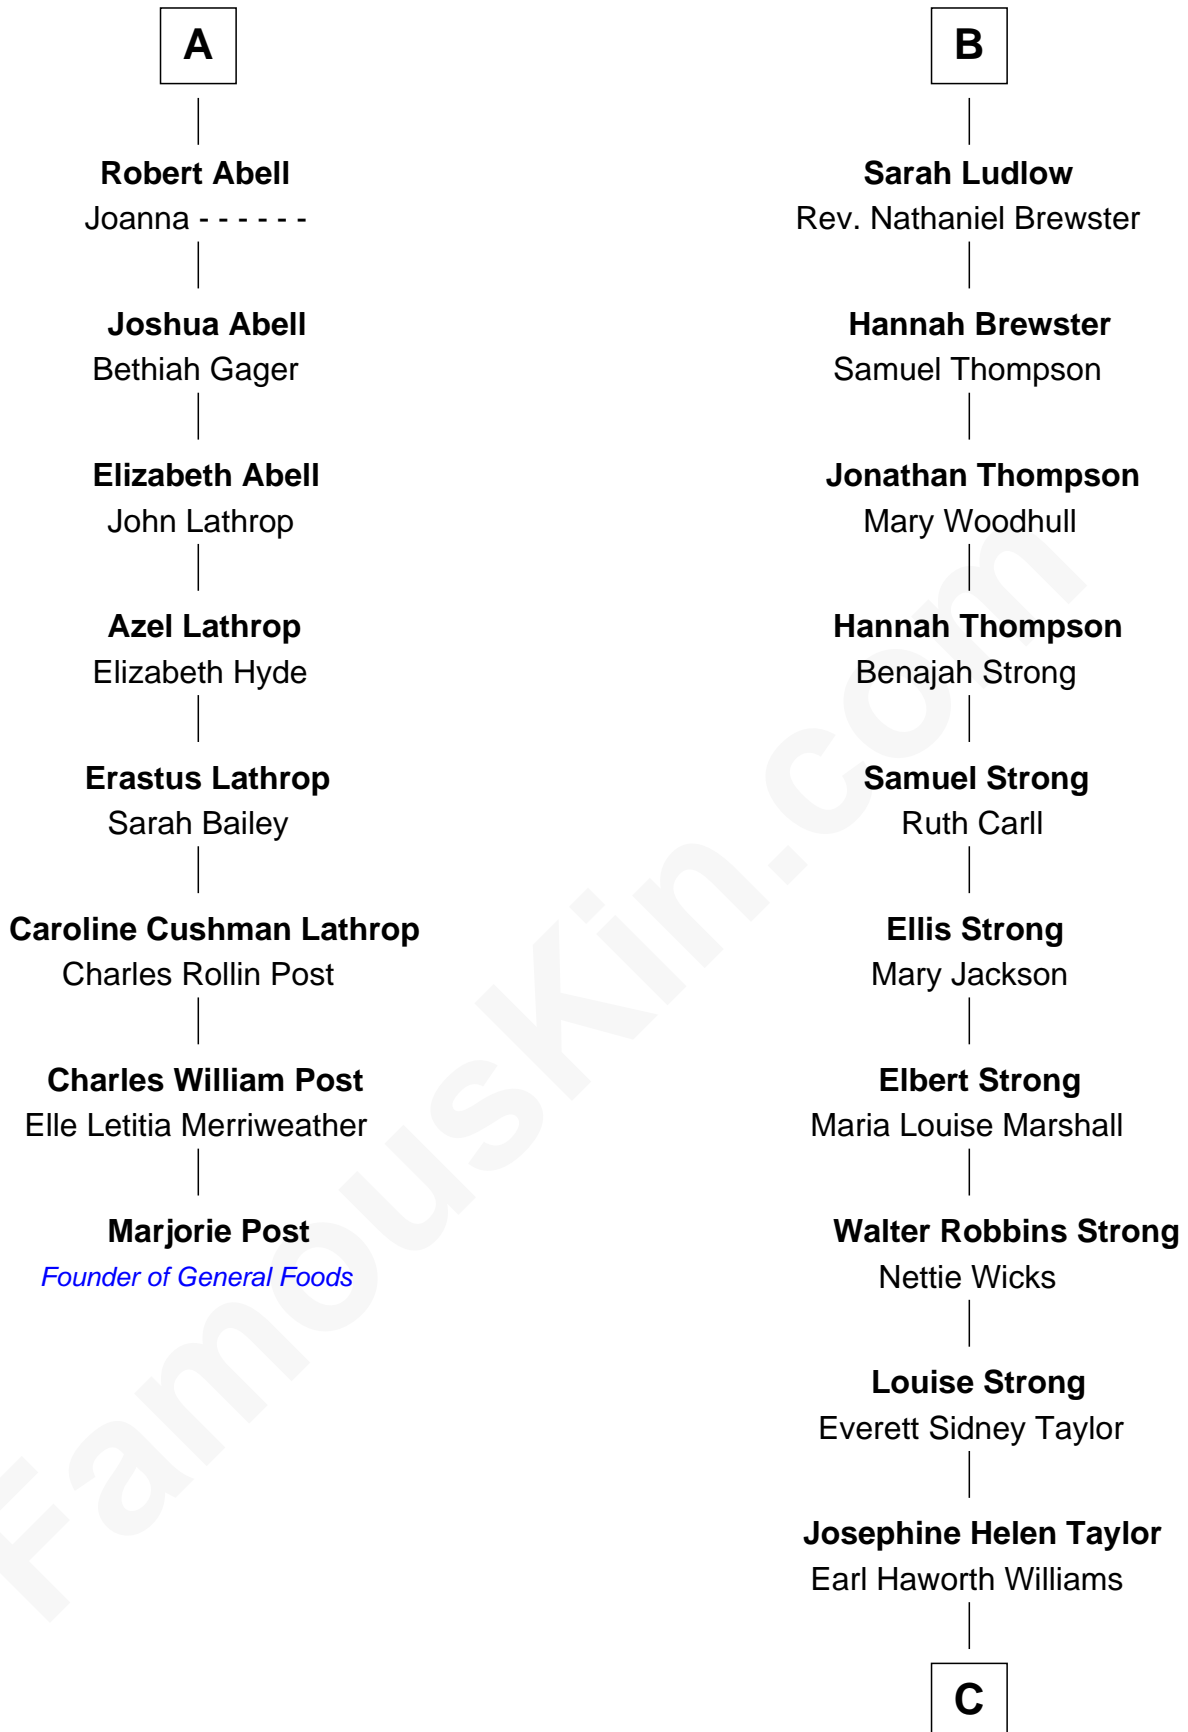 A
Robert Abell
Joanna - - - - - -
Joshua Abell
Bethiah Gager
Elizabeth Abell
John Lathrop
Azel Lathrop
Elizabeth Hyde
Erastus Lathrop
Sarah Bailey
Caroline Cushman Lathrop
Charles Rollin Post
Charles William Post
Elle Letitia Merriweather
Marjorie Post
Founder of General Foods
B
Sarah Ludlow
Rev. Nathaniel Brewster
Hannah Brewster
Samuel Thompson
Jonathan Thompson
Mary Woodhull
Hannah Thompson
Benajah Strong
Samuel Strong
Ruth Carll
Ellis Strong
Mary Jackson
Elbert Strong
Maria Louise Marshall
Walter Robbins Strong
Nettie Wicks
Louise Strong
Everett Sidney Taylor
Josephine Helen Taylor
Earl Haworth Williams
C
FamousKin.com